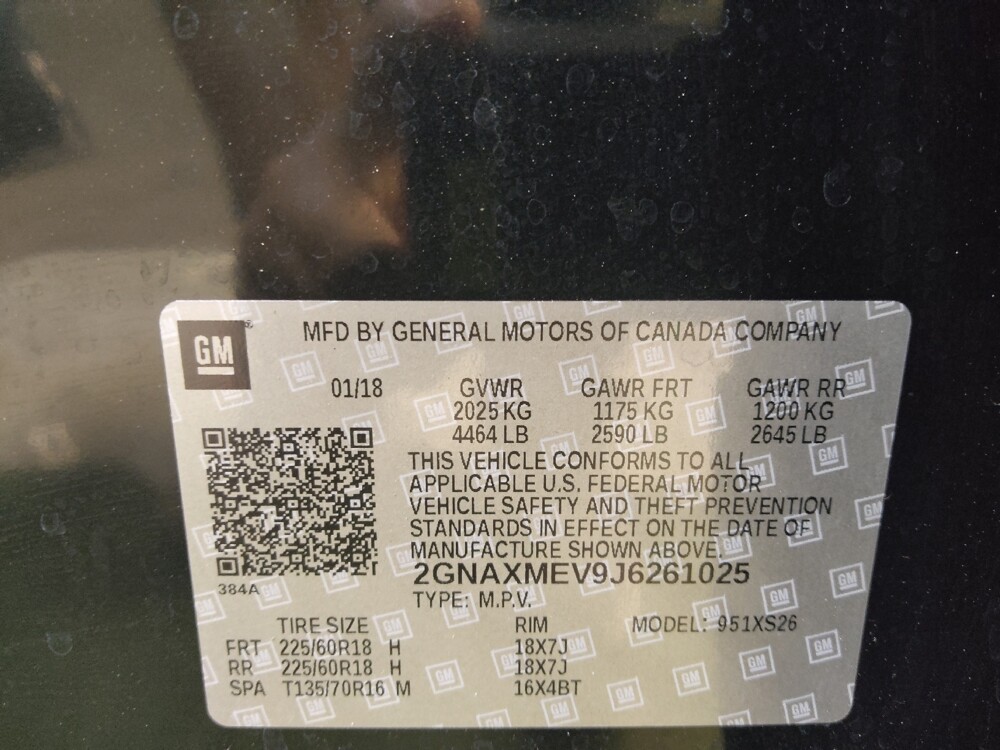 GM
MFD BY GENERAL MOTORS OF CANADA COMPANY
01/18 GVWR GAWR FRT GAWR RR
2025 KG 1175 KG 1200 KG
4464 LB 2590 LB 2645 LB
THIS VEHICLE CONFORMS TO ALL
APPLICABLE U.S. FEDERAL MOTOR
VEHICLE SAFETY AND THEFT PREVENTION
STANDARDS IN EFFECT ON THE DATE OF
MANUFACTURE SHOWN ABOVE.
2GNAXMEV9J6261025
384A
TYPE: M.P.V.
TIRE SIZE RIM MODEL: 951XS26
FRT 225/60R18 H 18X7J
RR 225/60R18 H 18X7J
SPA T135/70R16 M 16X4BT